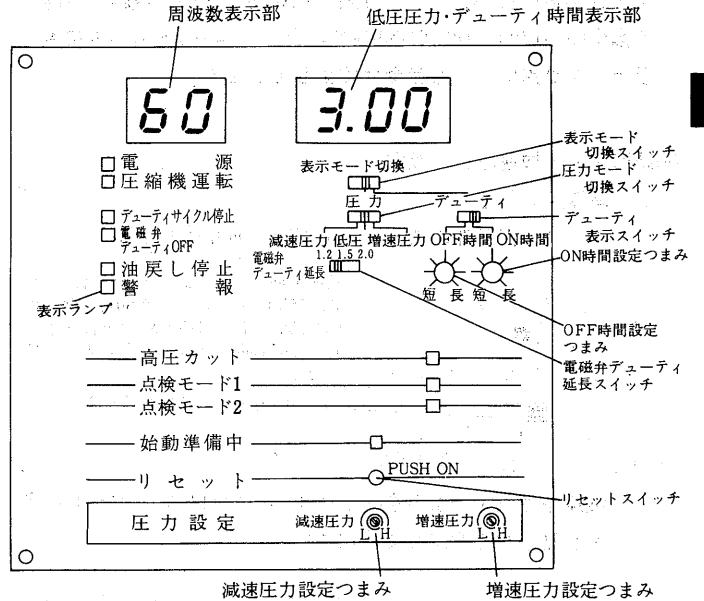 周波数表示部
低圧圧力・デューティ時間表示部
60
3.00
電源
圧縮機運転
デューティサイクル停止
電磁弁
デューティOFF
油戻し停止
警報
表示ランプ
表示モード切換
圧力
デューティ
減速圧力 低圧 増速圧力 OFF時間 ON時間
電磁弁
デューティ延長
1.2 1.5 2.0
短 長 短 長
表示モード
切換スイッチ
圧力モード
切換スイッチ
デューティ
表示スイッチ
ON時間設定つまみ
OFF時間設定
つまみ
電磁弁デューティ
延長スイッチ
高圧カット
点検モード1
点検モード2
始動準備中
リセット
PUSH ON
リセットスイッチ
圧力設定
減速圧力
L H
増速圧力
L H
減速圧力設定つまみ
増速圧力設定つまみ